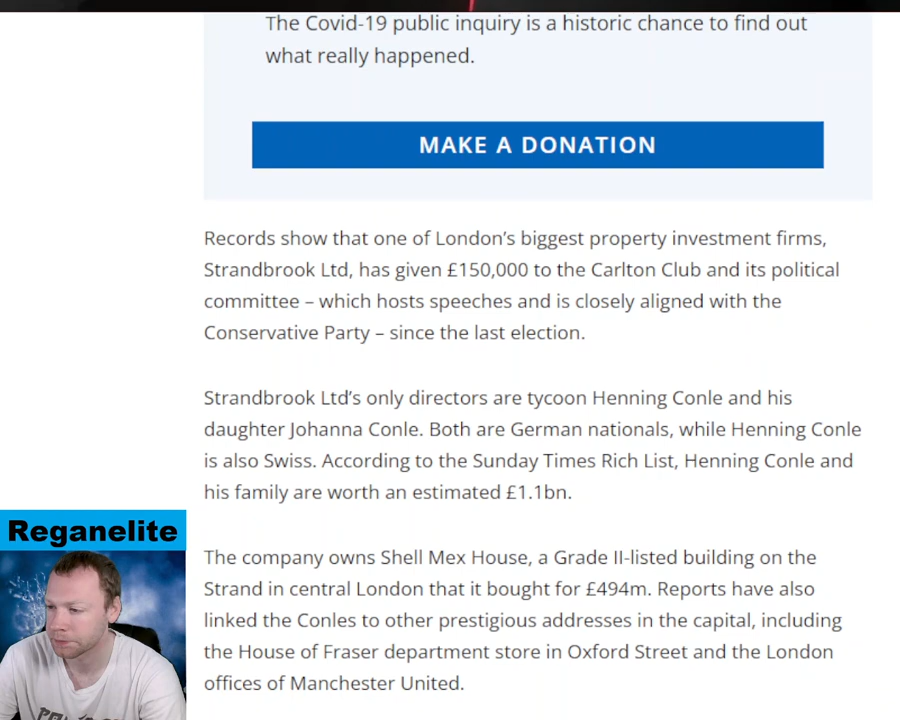 The Covid-19 public inquiry is a historic chance to find out
what really happened.
MAKE A DONATION
Records show that one of London’s biggest property investment firms,
Strandbrook Ltd, has given £150,000 to the Carlton Club and its political
committee – which hosts speeches and is closely aligned with the
Conservative Party – since the last election.
Strandbrook Ltd’s only directors are tycoon Henning Conle and his
daughter Johanna Conle. Both are German nationals, while Henning Conle
is also Swiss. According to the Sunday Times Rich List, Henning Conle and
his family are worth an estimated £1.1bn.
The company owns Shell Mex House, a Grade II-listed building on the
Strand in central London that it bought for £494m. Reports have also
linked the Conles to other prestigious addresses in the capital, including
the House of Fraser department store in Oxford Street and the London
offices of Manchester United.
Reganelite